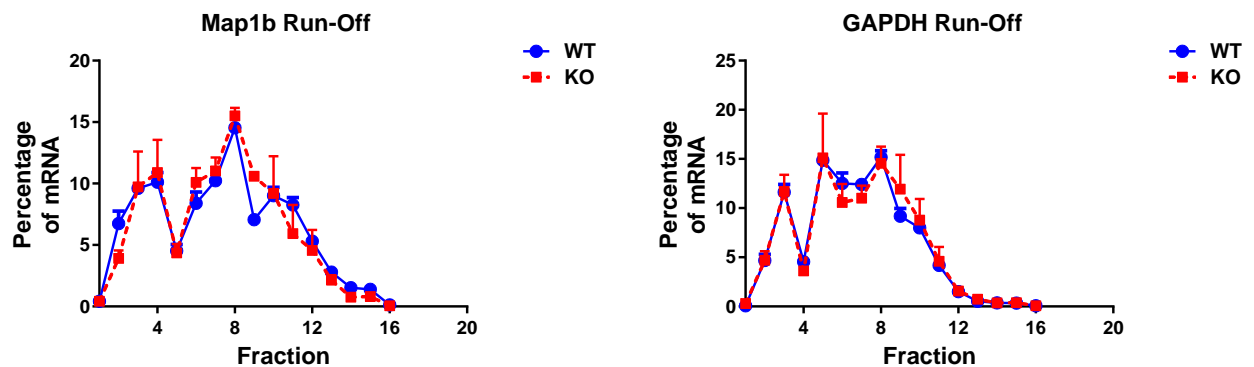 Map1b Run-Off
WT
KO
20
15
10
5
0
4
8
12
16
20
Percentage
of mRNA
Fraction
GAPDH Run-Off
WT
KO
25
20
15
10
5
0
4
8
12
16
20
Percentage
of mRNA
Fraction